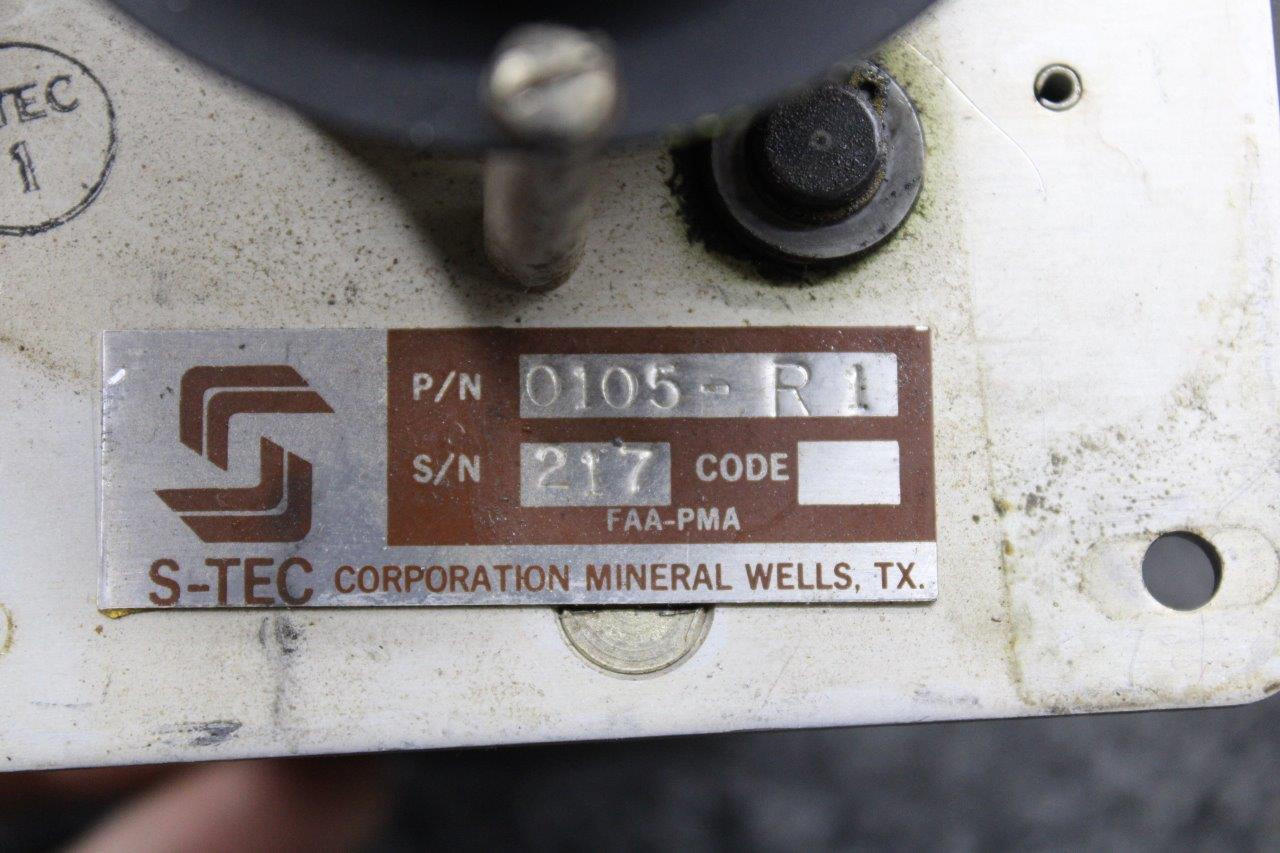 TEC
1
P/N 0105-R1
S/N 217 CODE
FAA-PMA
S-TEC CORPORATION MINERAL WELLS, TX.